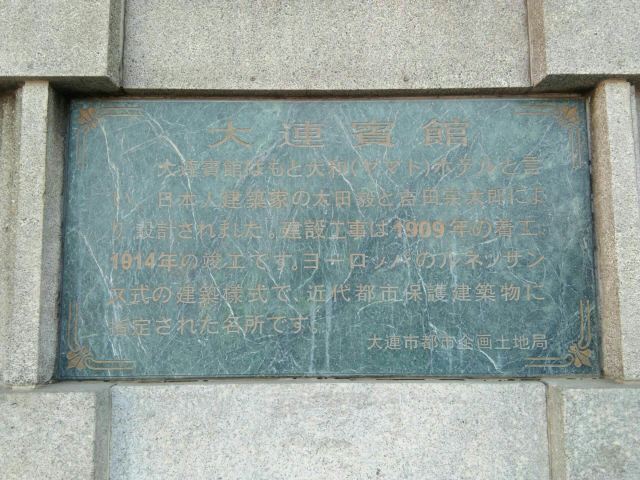 大連賓館
大連賓館はもと大和(ヤマト)ホテルと言
い、日本人建築家の太田毅と吉田宗太郎によ
り設計されました。建設工事は1909年の着工、
1914年の竣工です。ヨーロッパのルネッサン
ス式の建築様式で、近代都市保護建築物に
指定された名所です。
大連市都市企画土地局